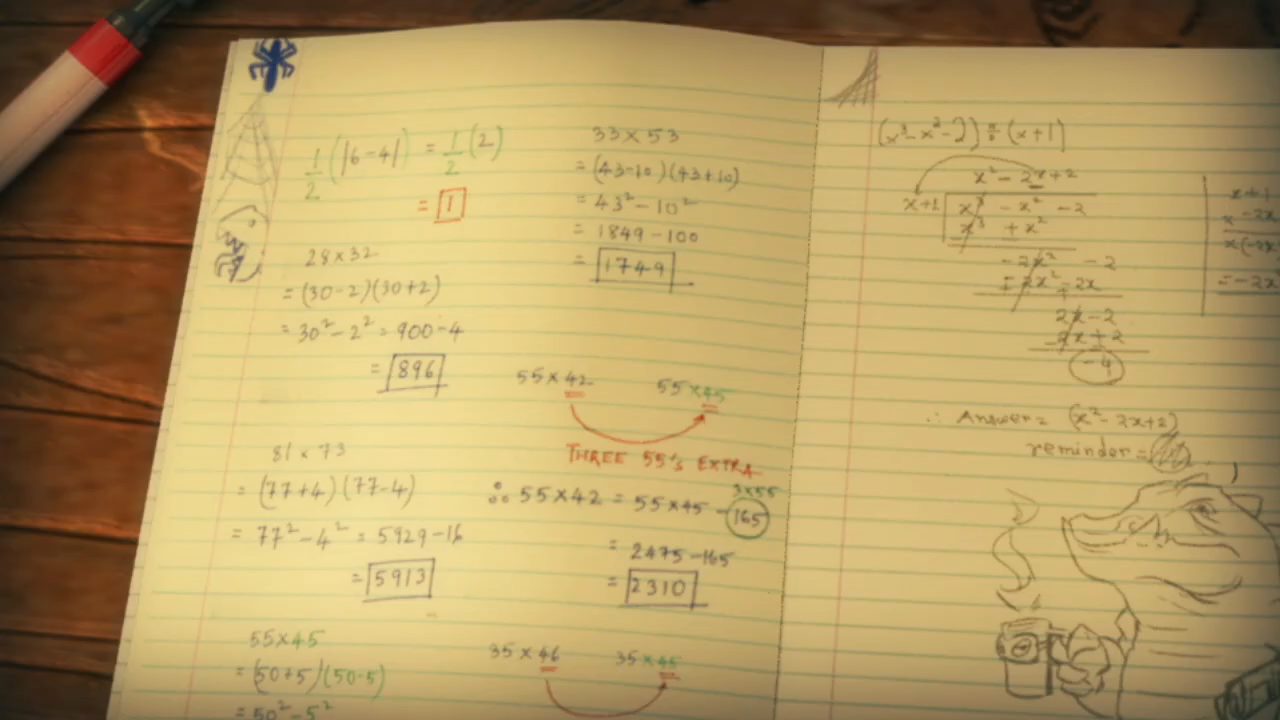 1/2 (|6-4|) = 1/2 (2)
= 1
28 × 32
= (30-2)(30+2)
= 30² - 2² = 900-4
= 896
81 × 73
= (77+4)(77-4)
= 77² - 4² = 5929-16
= 5913
55×45
= (50+5)(50-5)
= 50² - 5²
33 × 53
= (43-10)(43+10)
= 43² - 10²
= 1849 - 100
= 1749
55×42 55×45
THREE 55's EXTRA
3×55
∴ 55×42 = 55×45 - 165
= 2475 - 165
= 2310
35×46 35×45
(x³-x²-2) ÷ (x+1)
x² - 2x + 2
x+1 x³ - x² - 2
x³ + x²
-2x² - 2
2x - 2
2x + 2
-4
∴ Answer = (x²-2x+2)
reminder =
x+1
× -2x
= -2x